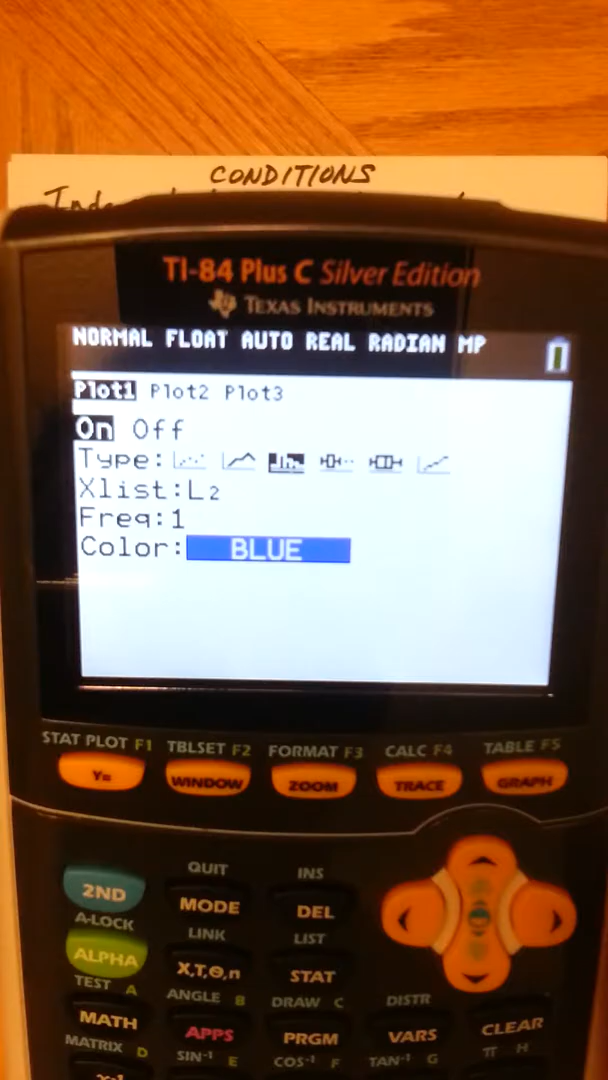 CONDITIONS
TI-84 Plus C Silver Edition
TEXAS INSTRUMENTS
NORMAL FLOAT AUTO REAL RADIAN MP
Plot1 Plot2 Plot3
On Off
Type:
Xlist:L2
Freq:1
Color: BLUE
STAT PLOT F1 TBLSET F2 FORMAT F3 CALC F4 TABLE F5
Y= WINDOW ZOOM TRACE GRAPH
QUIT INS
2ND MODE DEL
A-LOCK LINK LIST
ALPHA X,T,Θ,n STAT
TEST A ANGLE B DRAW C DISTR
MATH APPS PRGM VARS CLEAR
MATRIX D SIN⁻¹ E COS⁻¹ F TAN⁻¹ G π H